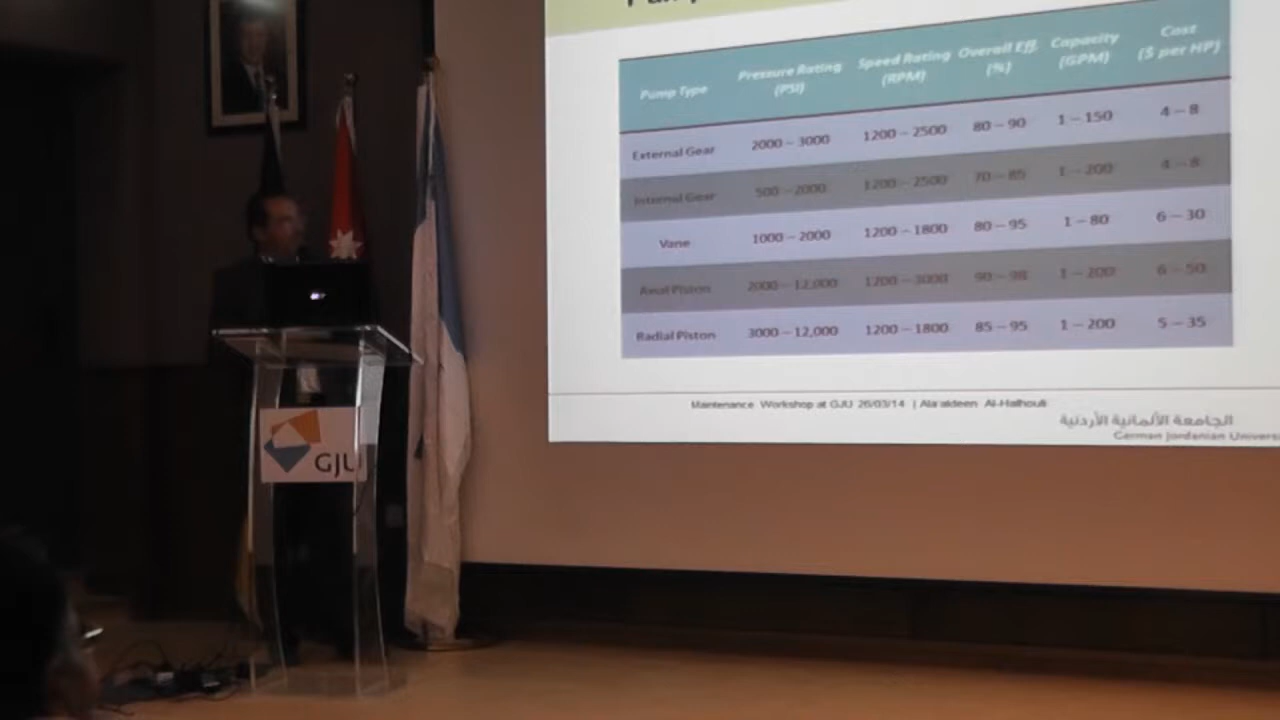 Pump Type
Pressure Rating (PSI)
Speed Rating (RPM)
Overall Eff. (%)
Capacity (GPM)
Cost ($ per HP)
External Gear 2000 – 3000 1200 – 2500 80 – 90 1 – 150 4 – 8
Internal Gear 500 – 2000 1200 – 2500 70 – 85 1 – 200 4 – 8
Vane 1000 – 2000 1200 – 1800 80 – 95 1 – 80 6 – 30
Axial Piston 2000 – 12,000 1200 – 3000 90 – 98 1 – 200 6 – 50
Radial Piston 3000 – 12,000 1200 – 1800 85 – 95 1 – 200 5 – 35
Maintenance Workshop at GJU 26/03/14 | Ala'aldeen Al-Halhouli
الجامعة الألمانية الأردنية
German Jordanian Univers
GJU